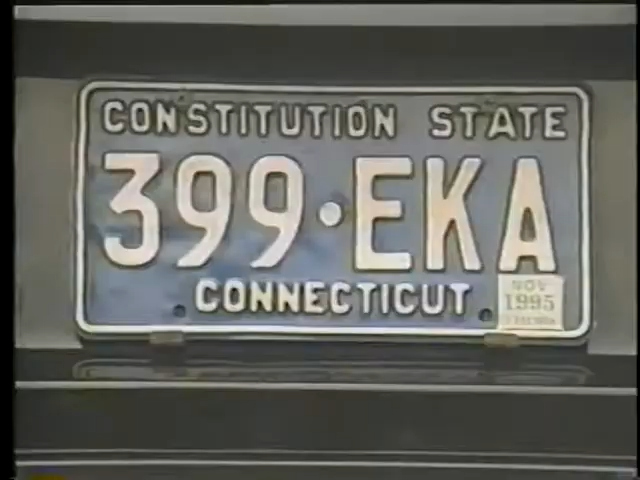 CONSTITUTION STATE
399·EKA
CONNECTICUT
NOV
1995